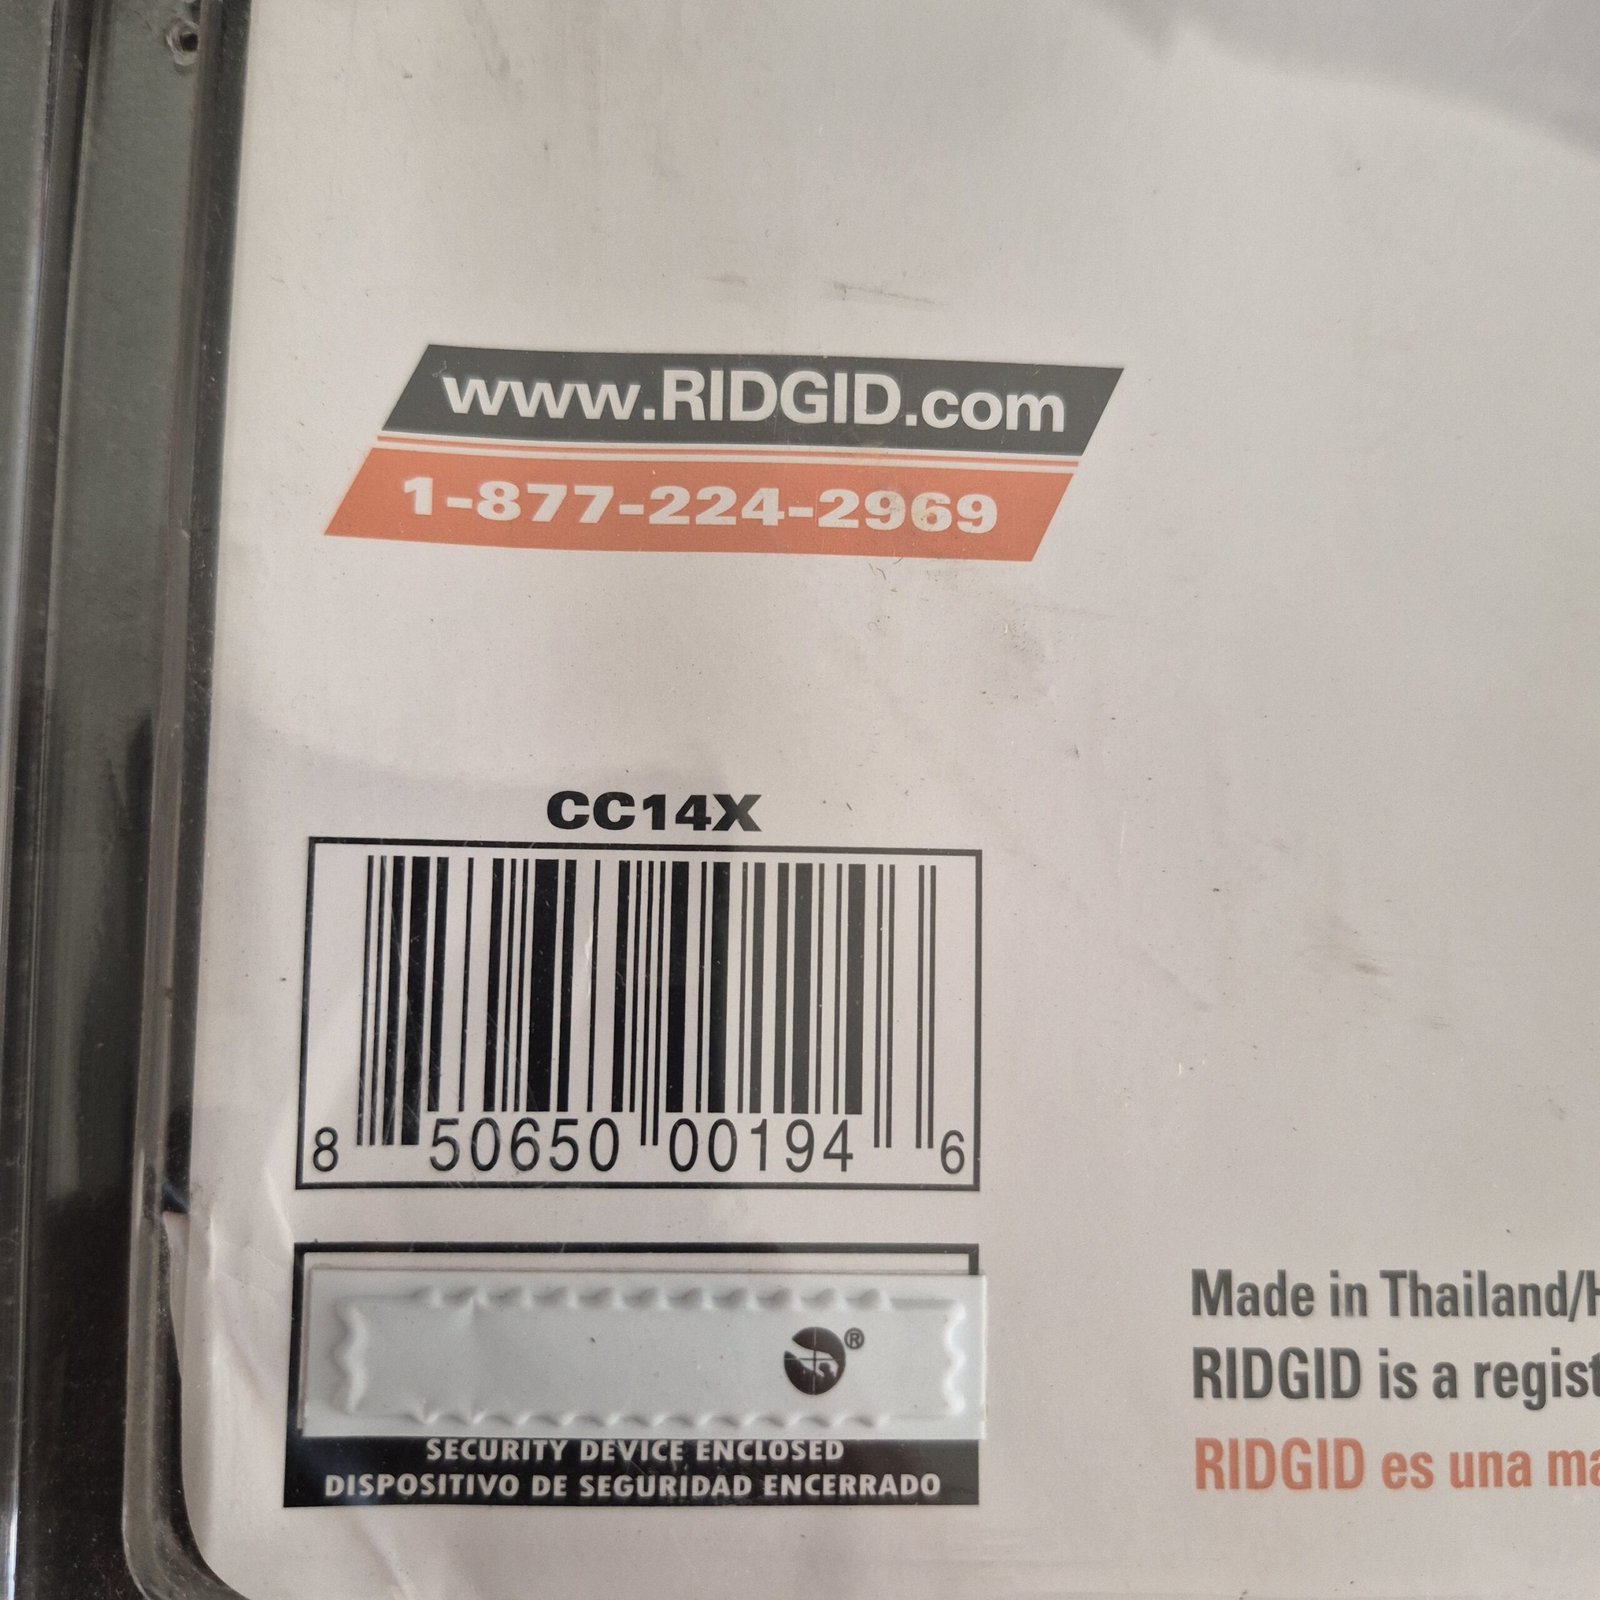 www.RIDGID.com
1-877-224-2969
CC14X
8 50650 00194 6
®
SECURITY DEVICE ENCLOSED
DISPOSITIVO DE SEGURIDAD ENCERRADO
Made in Thailand/H
RIDGID is a regist
RIDGID es una ma